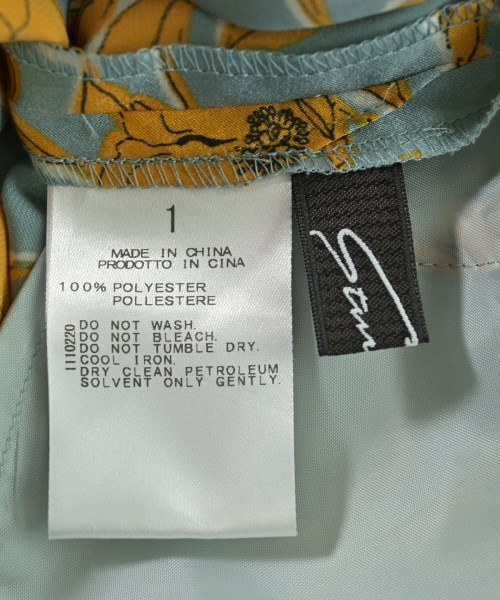 1
MADE IN CHINA
PRODOTTO IN CINA
100% POLYESTER
POLLESTERE
1110220
DO NOT WASH.
DO NOT BLEACH.
DO NOT TUMBLE DRY.
COOL IRON.
DRY CLEAN PETROLEUM
SOLVENT ONLY GENTLY.